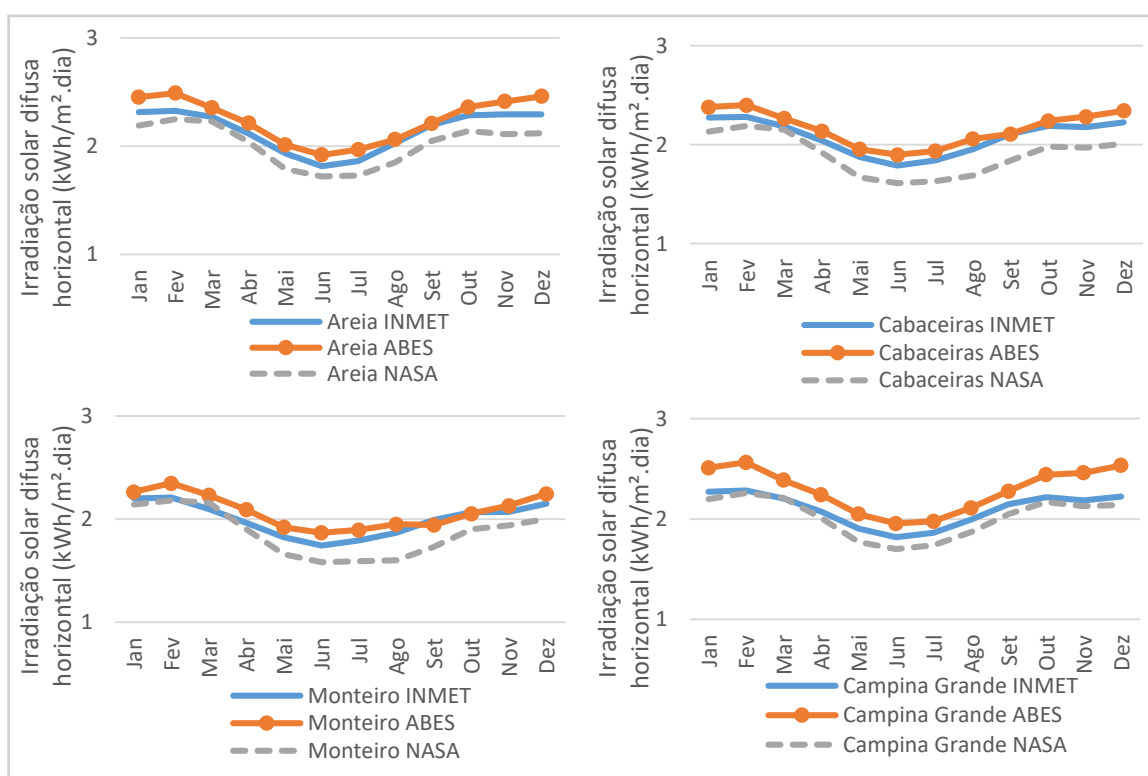 Irradiação solar difusa
horizontal (kWh/m².dia)
3
2
1
Jan
Fev
Mar
Abr
Mai
Jun
Jul
Ago
Set
Out
Nov
Dez
Areia INMET
Areia ABES
Areia NASA
Irradiação solar difusa
horizontal (kWh/m².dia)
3
2
1
Jan
Fev
Mar
Abr
Mai
Jun
Jul
Ago
Set
Out
Nov
Dez
Cabaceiras INMET
Cabaceiras ABES
Cabaceiras NASA
Irradiação solar difusa
horizontal (kWh/m².dia)
3
2
1
Jan
Fev
Mar
Abr
Mai
Jun
Jul
Ago
Set
Out
Nov
Dez
Monteiro INMET
Monteiro ABES
Monteiro NASA
Irradiação solar difusa
horizontal (kWh/m².dia)
3
2
1
Jan
Fev
Mar
Abr
Mai
Jun
Jul
Ago
Set
Out
Nov
Dez
Campina Grande INMET
Campina Grande ABES
Campina Grande NASA